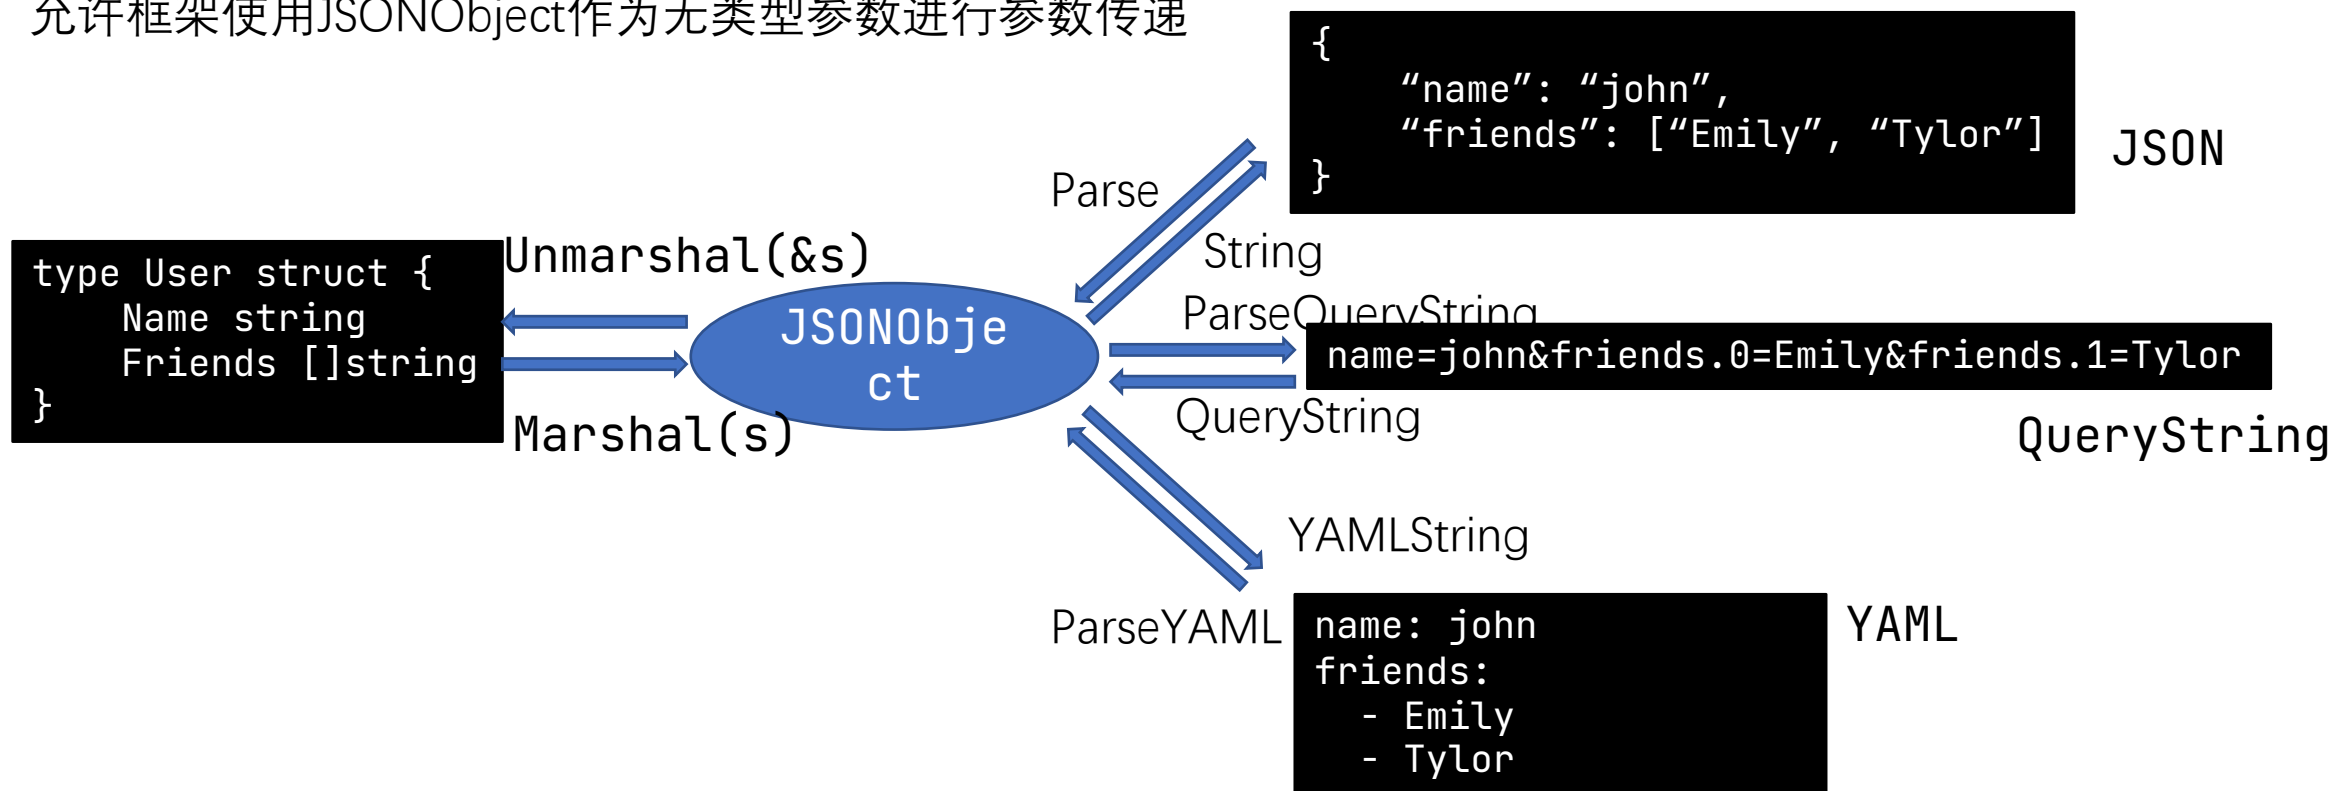 允许框架使用JSONObject作为无类型参数进行参数传递
{
“name”: “john”,
“friends”: [“Emily”, “Tylor”]
}
JSON
Parse
String
type User struct {
Name string
Friends []string
}
Unmarshal(&s)
Marshal(s)
JSONObje
ct
ParseQueryString
name=john&friends.0=Emily&friends.1=Tylor
QueryString
QueryString
YAMLString
ParseYAML
name: john
friends:
- Emily
- Tylor
YAML